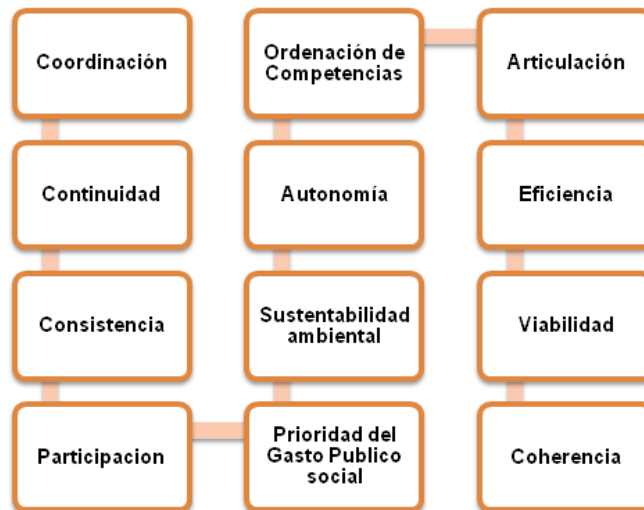 Coordinación
Continuidad
Consistencia
Participacion
Prioridad del
Gasto Publico
social
Sustentabilidad
ambiental
Autonomía
Ordenación de
Competencias
Articulación
Eficiencia
Viabilidad
Coherencia